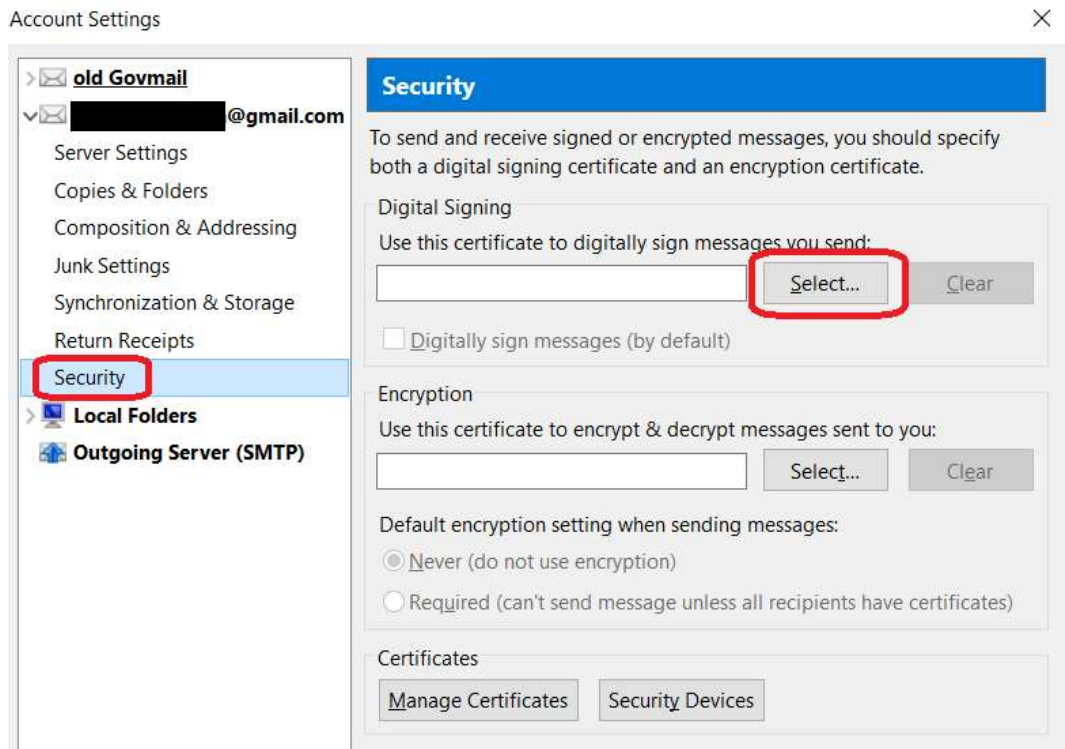 Account Settings
old Govmail
@gmail.com
Server Settings
Copies & Folders
Composition & Addressing
Junk Settings
Synchronization & Storage
Return Receipts
Security
Local Folders
Outgoing Server (SMTP)
Security
To send and receive signed or encrypted messages, you should specify
both a digital signing certificate and an encryption certificate.
Digital Signing
Use this certificate to digitally sign messages you send:
Select...
Clear
Digitally sign messages (by default)
Encryption
Use this certificate to encrypt & decrypt messages sent to you:
Select...
Clear
Default encryption setting when sending messages:
Never (do not use encryption)
Required (can't send message unless all recipients have certificates)
Certificates
Manage Certificates
Security Devices